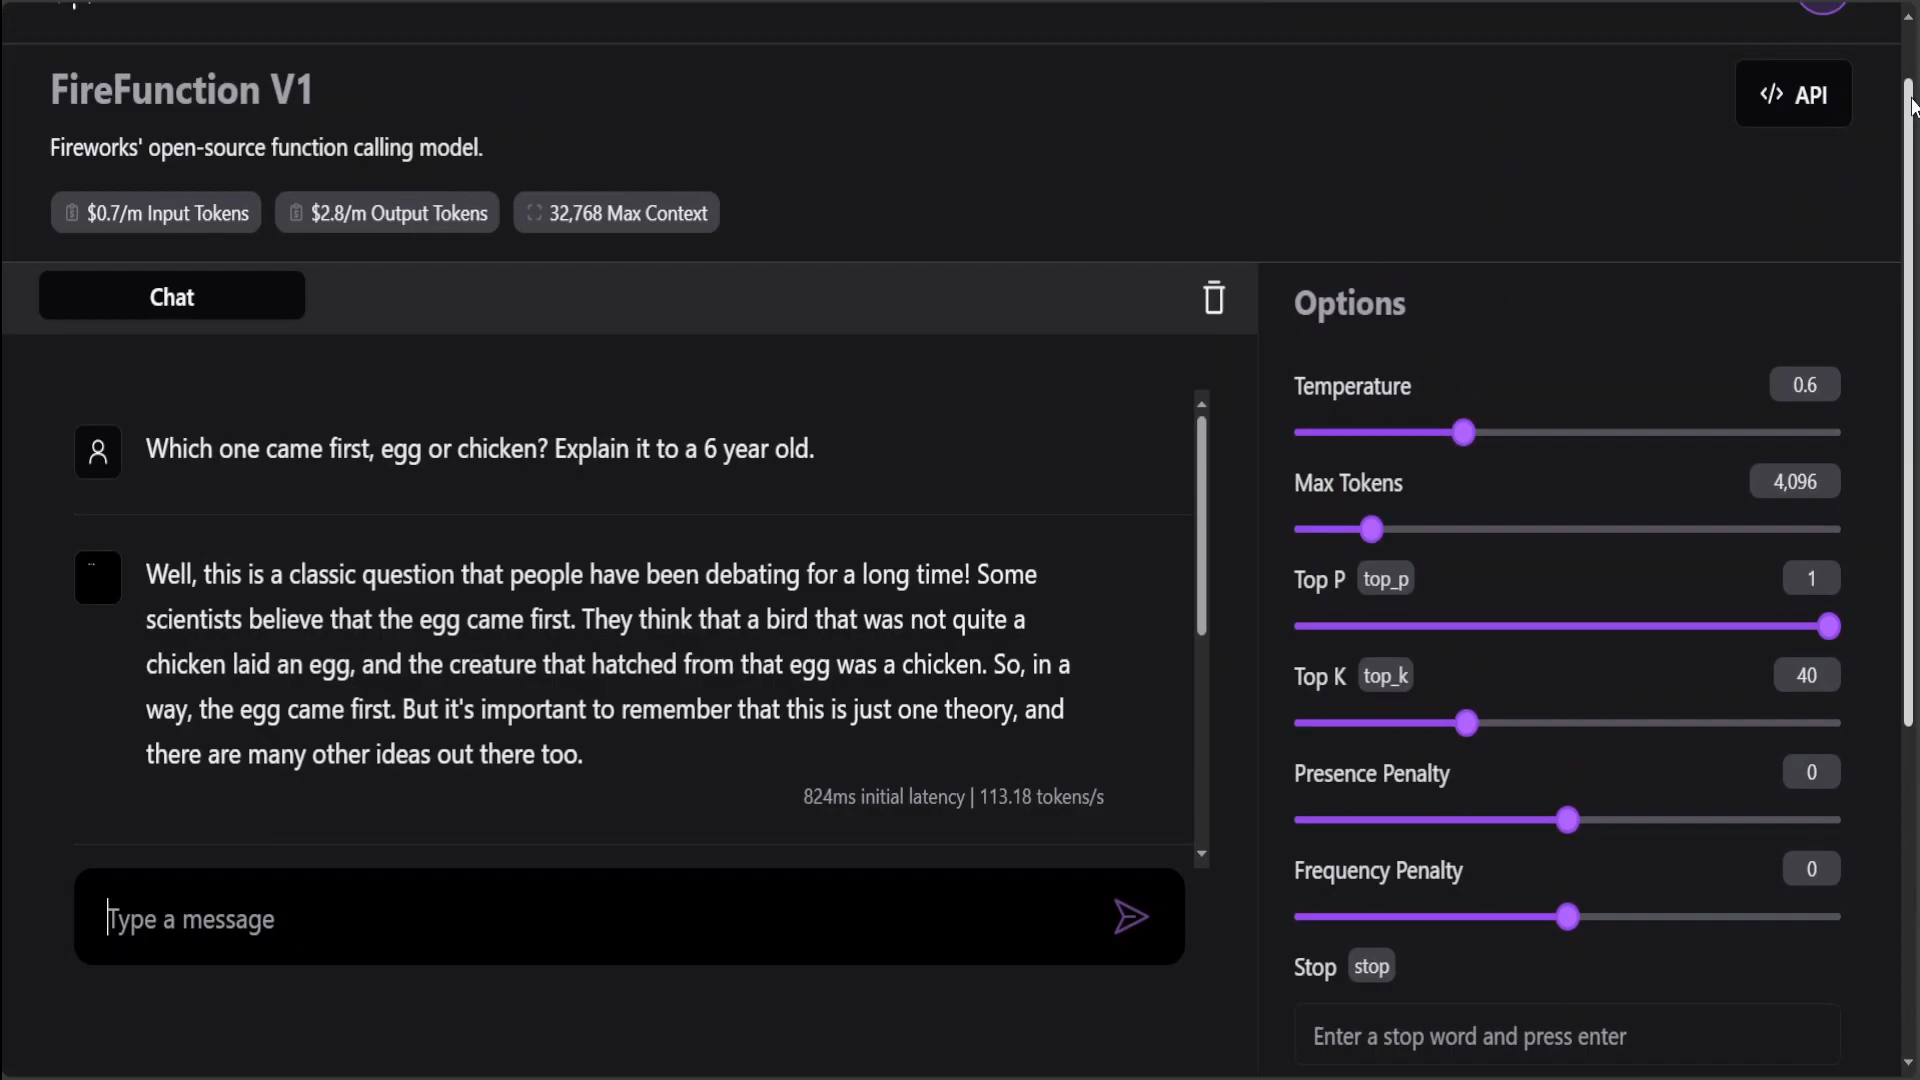 FireFunction V1
</> API
Fireworks' open-source function calling model.
$0.7/m Input Tokens
$2.8/m Output Tokens
32,768 Max Context
Chat
Which one came first, egg or chicken? Explain it to a 6 year old.
Well, this is a classic question that people have been debating for a long time! Some
scientists believe that the egg came first. They think that a bird that was not quite a
chicken laid an egg, and the creature that hatched from that egg was a chicken. So, in a
way, the egg came first. But it's important to remember that this is just one theory, and
there are many other ideas out there too.
824ms initial latency | 113.18 tokens/s
Type a message
Options
Temperature 0.6
Max Tokens 4,096
Top P top_p 1
Top K top_k 40
Presence Penalty 0
Frequency Penalty 0
Stop stop
Enter a stop word and press enter